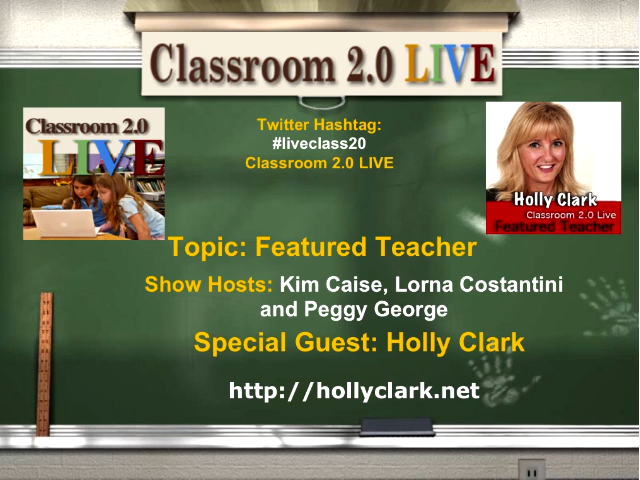 Classroom 2.0 LIVE
Classroom 2.0
LIVE
Twitter Hashtag:
#liveclass20
Classroom 2.0 LIVE
Holly Clark
Classroom 2.0 Live
Featured Teacher
Topic: Featured Teacher
Show Hosts: Kim Caise, Lorna Costantini
and Peggy George
Special Guest: Holly Clark
http://hollyclark.net